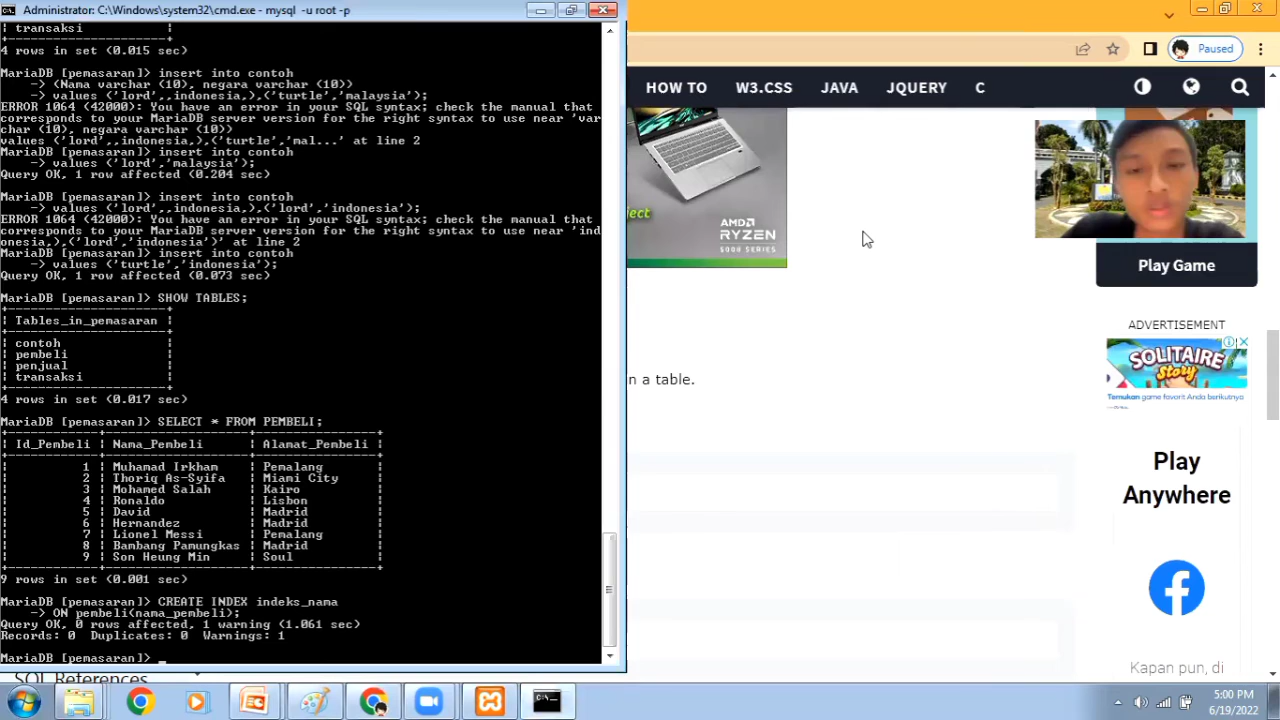 Administrator: C:\Windows\system32\cmd.exe - mysql -u root -p
| transaksi |
4 rows in set (0.015 sec)
MariaDB [pemasaran]> insert into contoh
-> (Nama varchar (10), negara varchar (10))
-> values ('lord',,indonesia,),('turtle','malaysia');
ERROR 1064 (42000): You have an error in your SQL syntax; check the manual that
corresponds to your MariaDB server version for the right syntax to use near 'var
char (10), negara varchar (10))
values ('lord',,indonesia,),('turtle','mal...' at line 2
MariaDB [pemasaran]> insert into contoh
-> values ('lord','malaysia');
Query OK, 1 row affected (0.204 sec)
MariaDB [pemasaran]> insert into contoh
-> values ('lord',,indonesia,),('lord','indonesia');
ERROR 1064 (42000): You have an error in your SQL syntax; check the manual that
corresponds to your MariaDB server version for the right syntax to use near 'ind
onesia,),('lord','indonesia')' at line 2
MariaDB [pemasaran]> insert into contoh
-> values ('turtle','indonesia');
Query OK, 1 row affected (0.073 sec)
MariaDB [pemasaran]> SHOW TABLES;
+---------------------+
| Tables_in_pemasaran |
+---------------------+
| contoh |
| pembeli |
| penjual |
| transaksi |
+---------------------+
4 rows in set (0.017 sec)
MariaDB [pemasaran]> SELECT * FROM PEMBELI;
| Id_Pembeli | Nama_Pembeli | Alamat_Pembeli |
| 1 | Muhamad Irkham | Pemalang |
| 2 | Thoriq As-Syifa | Miami City |
| 3 | Mohamed Salah | Kairo |
| 4 | Ronaldo | Lisbon |
| 5 | David | Madrid |
| 6 | Hernandez | Madrid |
| 7 | Lionel Messi | Pemalang |
| 8 | Bambang Pamungkas | Madrid |
| 9 | Son Heung Min | Soul |
9 rows in set (0.001 sec)
MariaDB [pemasaran]> CREATE INDEX indeks_nama
-> ON pembeli(nama_pembeli);
Query OK, 0 rows affected, 1 warning (1.061 sec)
Records: 0 Duplicates: 0 Warnings: 1
MariaDB [pemasaran]> _
SQL References
Paused
HOW TO W3.CSS JAVA JQUERY C
AMD
RYZEN
5000 SERIES
Play Game
n a table.
ADVERTISEMENT
SOLITAIRE
Story
Temukan game favorit Anda berikutnya
Play
Anywhere
Kapan pun, di
5:00 PM
6/19/2022